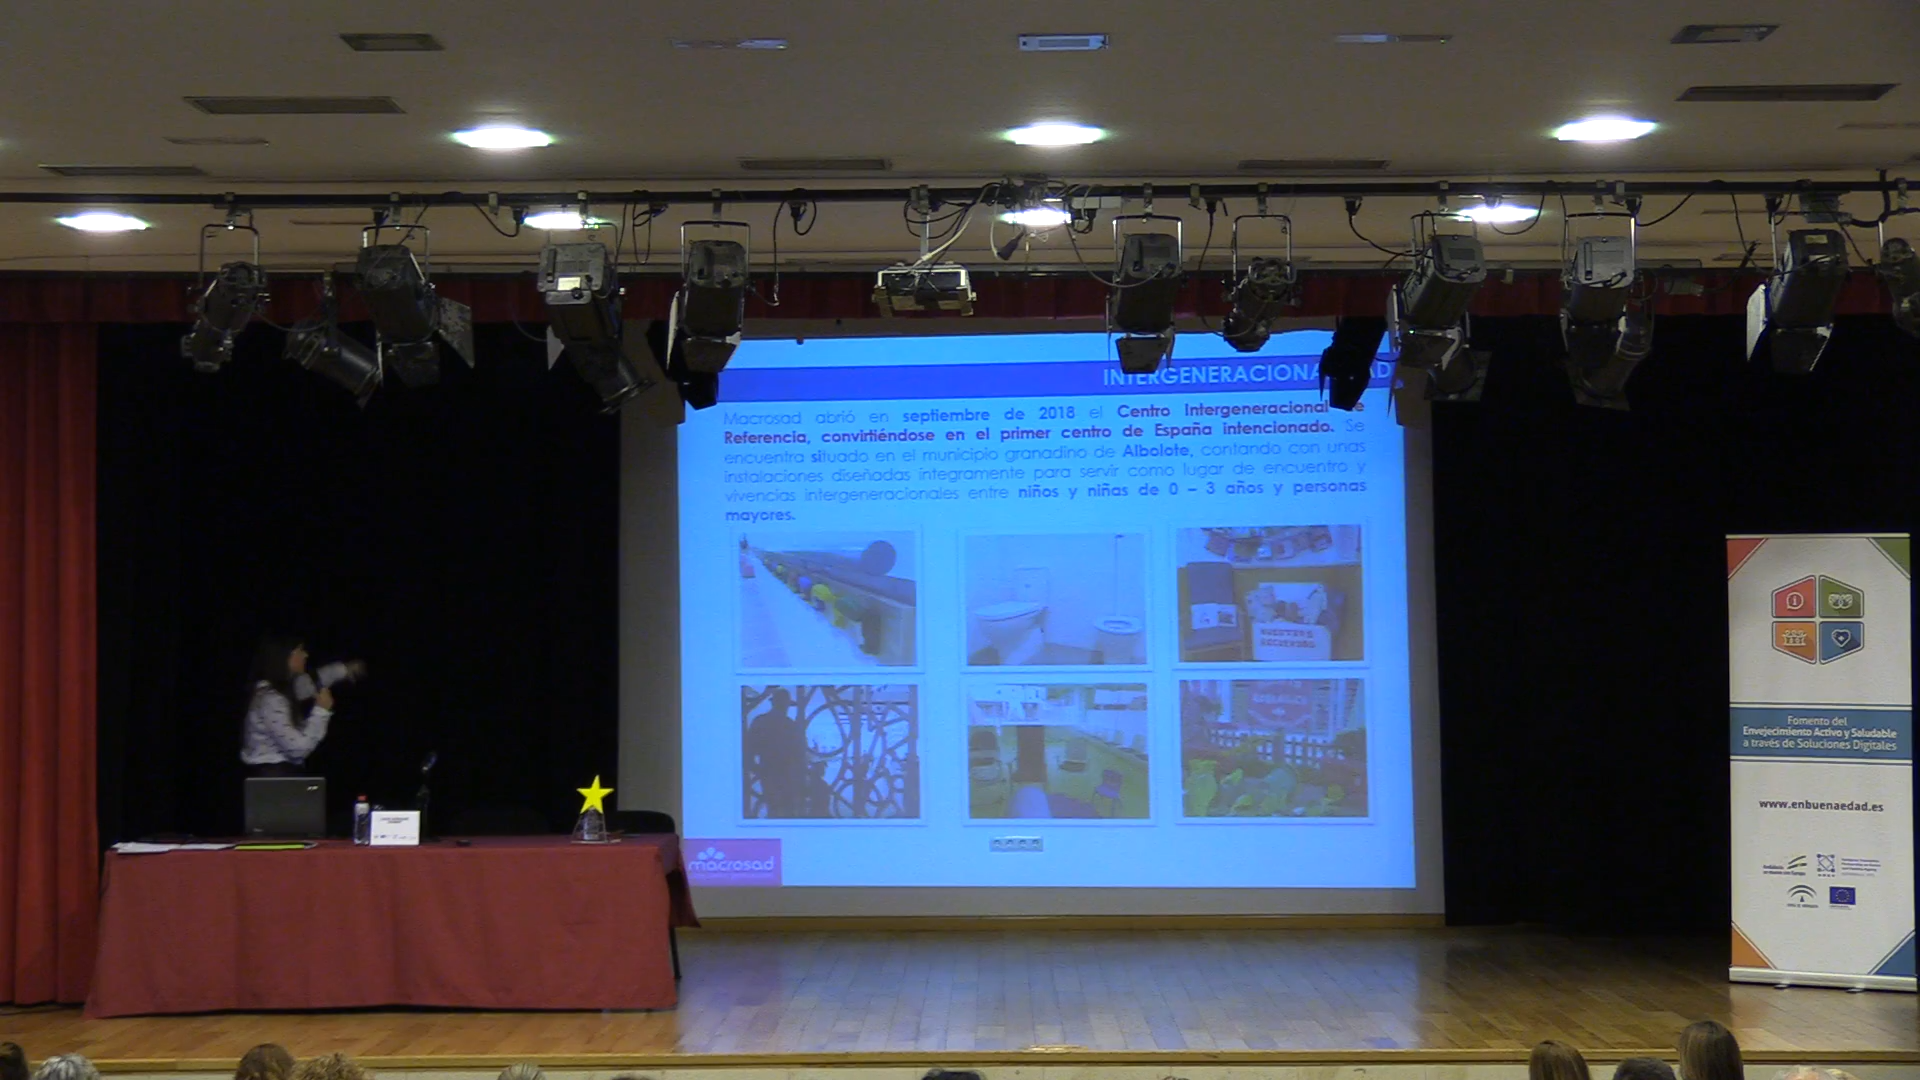 Macrosad abrió en septiembre de 2018 el Centro Intergeneracional
Referencia, convirtiéndose en el primer centro de España intencionado. Se
encuentra situado en el municipio granadino de Albolote, contando con unas
instalaciones diseñadas íntegramente para servir como lugar de encuentro y
vivencias intergeneracionales entre niños y niñas de 0 – 3 años y personas
mayores.
NUESTROS
RECUERDOS
macrosad
Fomento del
Envejecimiento Activo y Saludable
a través de Soluciones Digitales
www.enbuenaedad.es